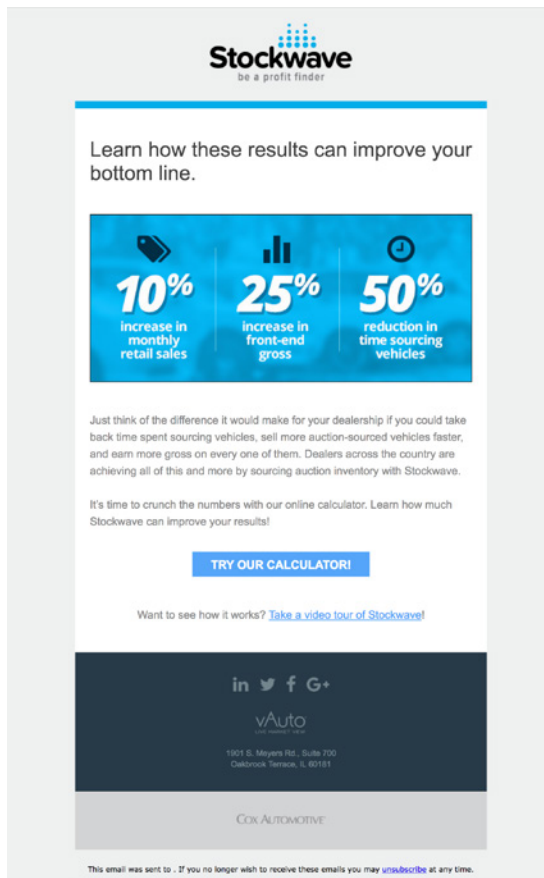 Stockwave
be a profit finder
Learn how these results can improve your
bottom line.
10% 25% 50%
increase in increase in reduction in
monthly front-end time sourcing
retail sales gross vehicles
Just think of the difference it would make for your dealership if you could take
back time spent sourcing vehicles, sell more auction-sourced vehicles faster,
and earn more gross on every one of them. Dealers across the country are
achieving all of this and more by sourcing auction inventory with Stockwave.
It's time to crunch the numbers with our online calculator. Learn how much
Stockwave can improve your results!
TRY OUR CALCULATOR!
Want to see how it works? Take a video tour of Stockwave!
in f G+
vAuto
LIVE MARKET VIEW
1901 S. Meyers Rd., Suite 700
Oakbrook Terrace, IL 60181
COX AUTOMOTIVE
This email was sent to . If you no longer wish to receive these emails you may unsubscribe at any time.